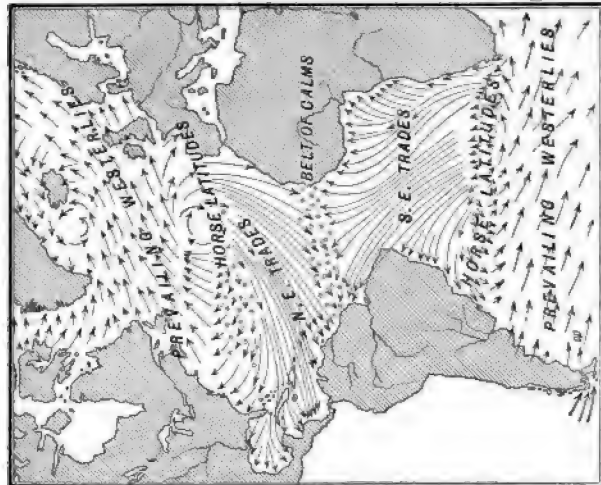 PREVAILING WESTERLIES
HORSE LATITUDES
N.E. TRADES
BELT OF CALMS
S.E. TRADES
HORSE LATITUDES
PREVAILING WESTERLIES